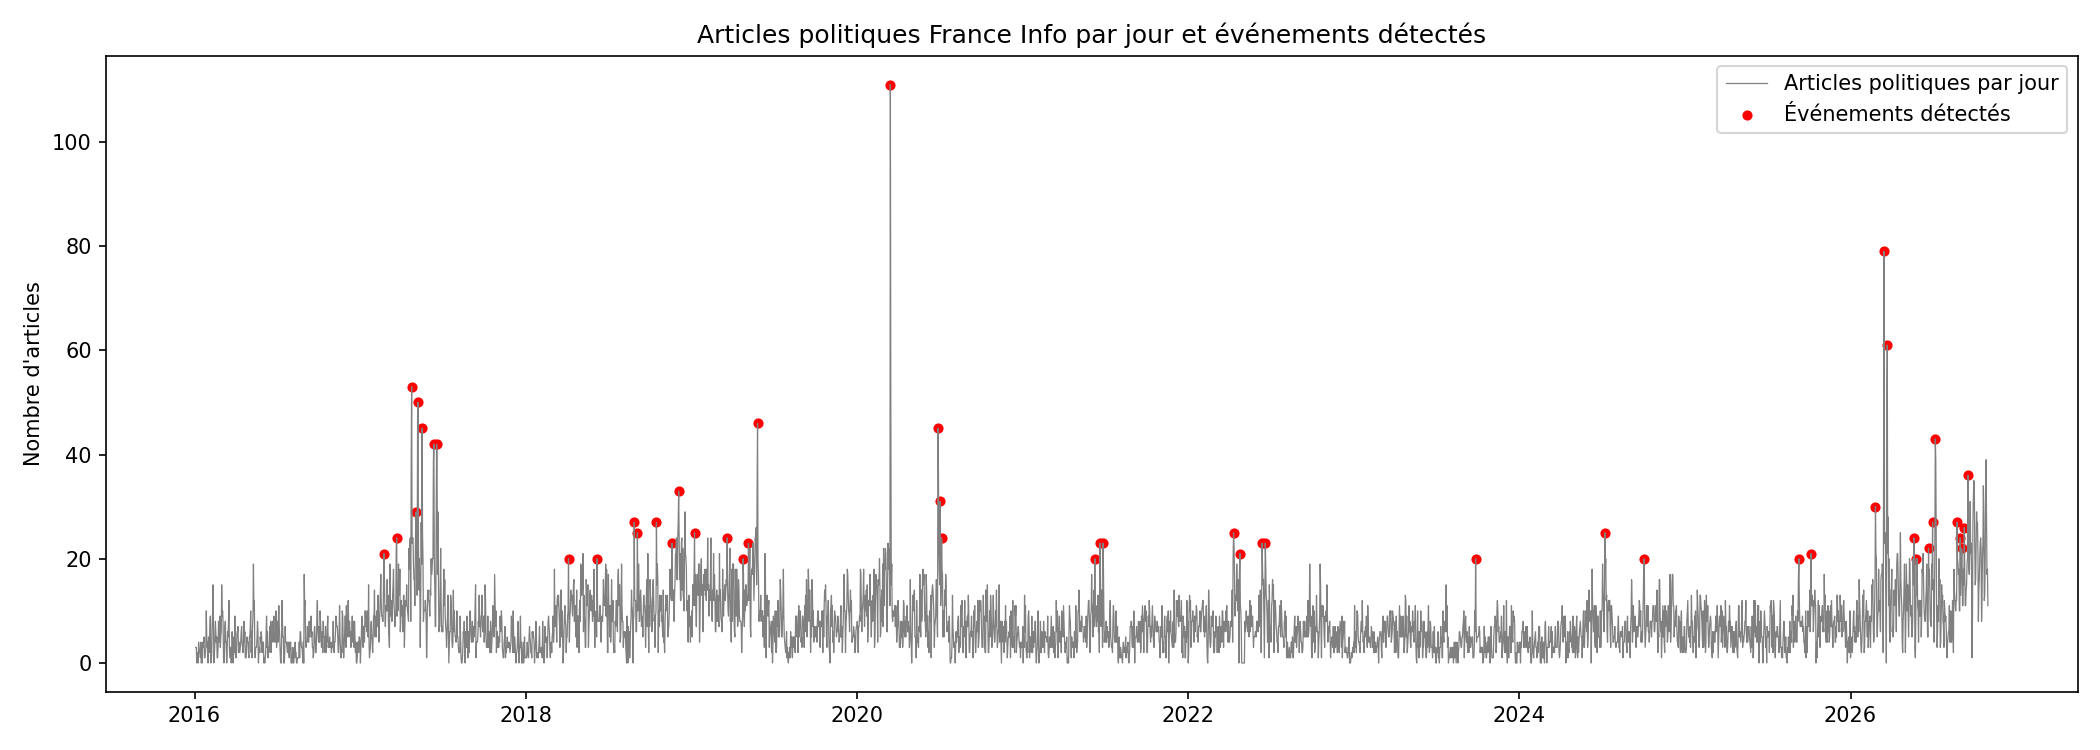 Articles politiques France Info par jour et événements détectés
Articles politiques par jour
Événements détectés
Nombre d'articles
100
80
60
40
20
0
2016 2018 2020 2022 2024 2026